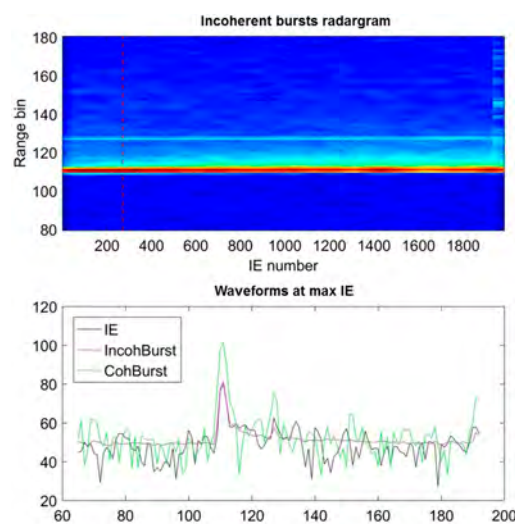 Incoherent bursts radargram
Range bin
180
160
140
120
100
80
200 400 600 800 1000 1200 1400 1600 1800
IE number
Waveforms at max IE
120
100
80
60
40
20
IE
IncohBurst
CohBurst
60 80 100 120 140 160 180 200